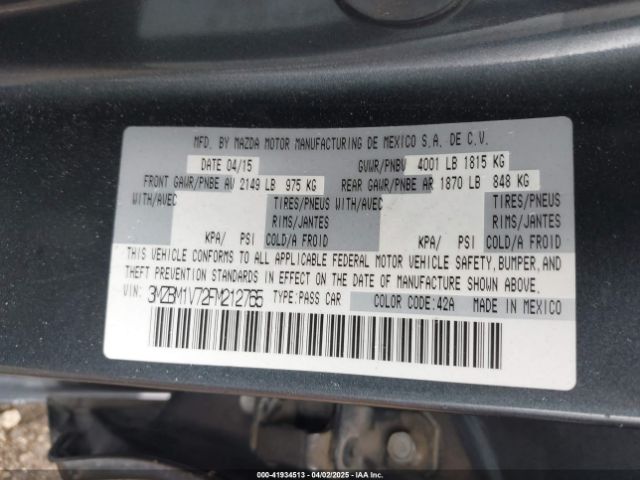 MFD. BY MAZDA MOTOR MANUFACTURING DE MEXICO S.A. DE C.V.
DATE 04/15 GVWR/PNBV 4001 LB 1815 KG
FRONT GAWR/PNBE AV 2149 LB 975 KG REAR GAWR/PNBE AR 1870 LB 848 KG
WITH/AVEC TIRES/PNEUS WITH/AVEC TIRES/PNEUS
RIMS/JANTES RIMS/JANTES
KPA/ PSI COLD/A FROID KPA/ PSI COLD/A FROID
THIS VEHICLE CONFORMS TO ALL APPLICABLE FEDERAL MOTOR VEHICLE SAFETY, BUMPER, AND
THEFT PREVENTION STANDARDS IN EFFECT ON THE DATE OF MANUFACTURE SHOWN ABOVE.
VIN: 3MZBM1V72FM212765 TYPE:PASS CAR COLOR CODE:42A MADE IN MEXICO
00-41934513 - 04/02/2025 - IAA Inc. / IAA Holdings, LLC